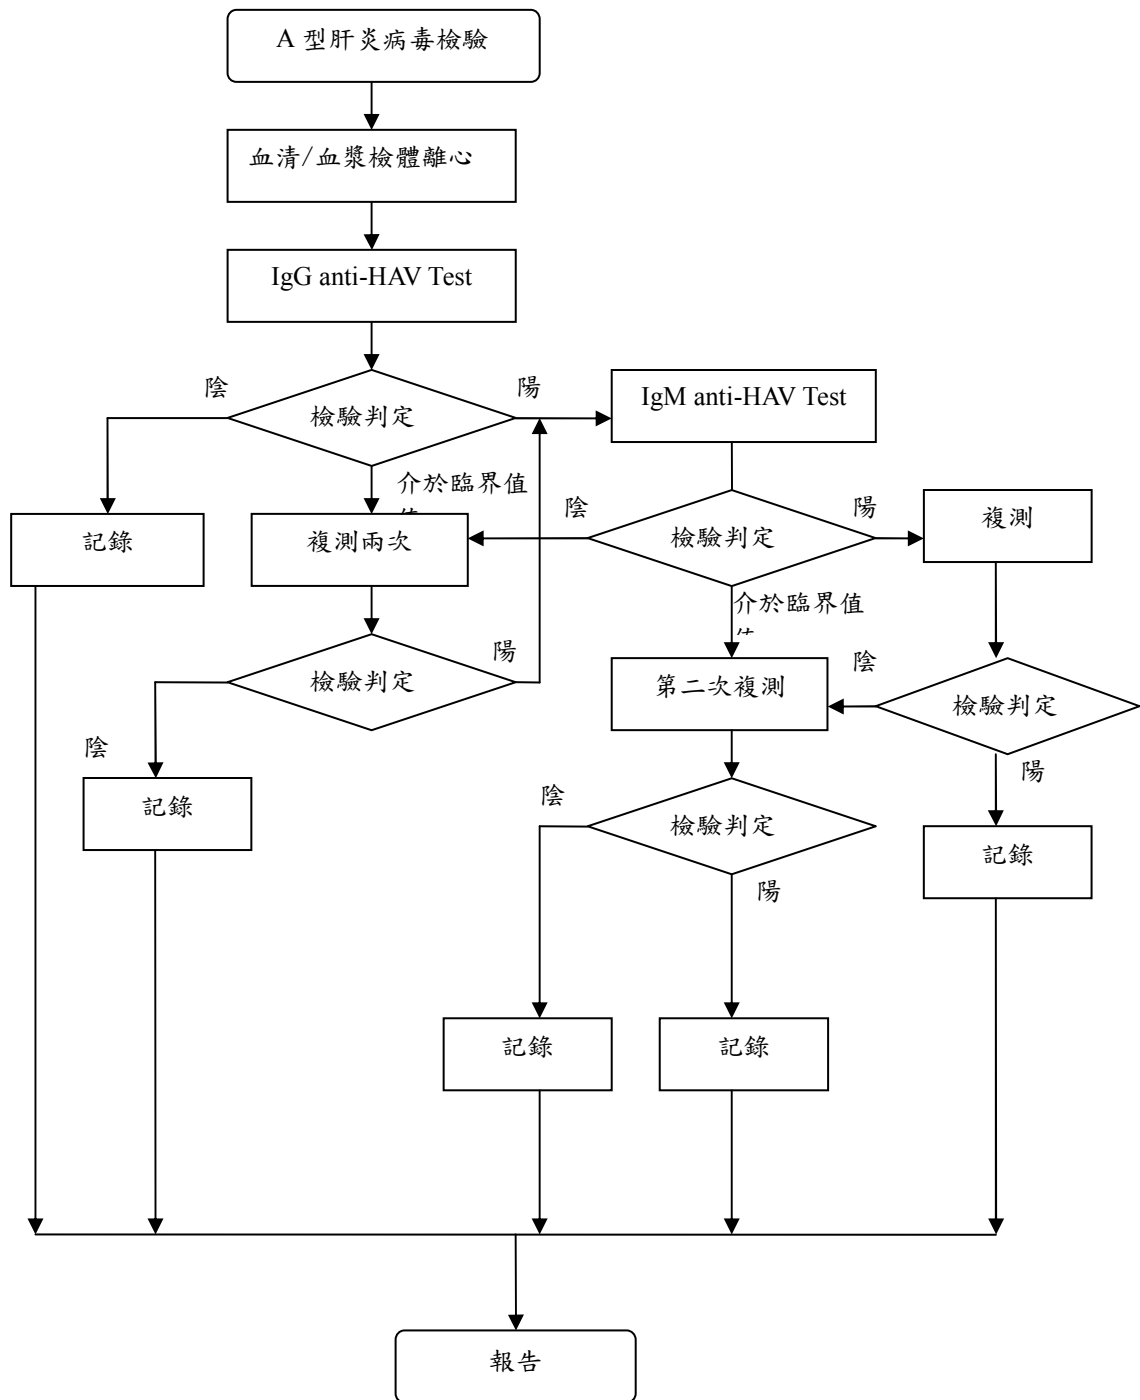 A 型肝炎病毒檢驗
血清/血漿檢體離心
IgG anti-HAV Test
陰
陽
檢驗判定
IgM anti-HAV Test
介於臨界值
記錄
複測兩次
陰
檢驗判定
陽
複測
介於臨界值
檢驗判定
陽
第二次複測
陰
檢驗判定
陰
記錄
陽
陰
檢驗判定
陽
記錄
記錄
記錄
報告